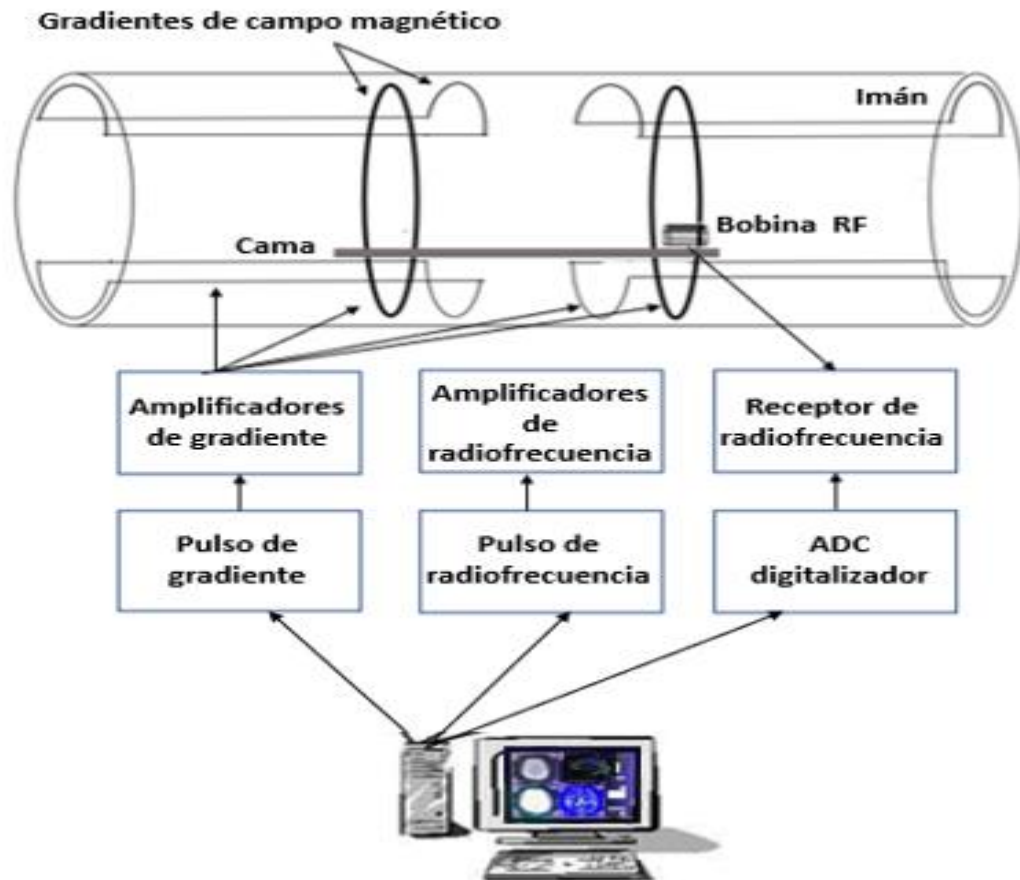 Gradientes de campo magnético
Imán
Bobina RF
Cama
Amplificadores
de gradiente
Amplificadores
de
radiofrecuencia
Receptor de
radiofrecuencia
Pulso de
gradiente
Pulso de
radiofrecuencia
ADC
digitalizador